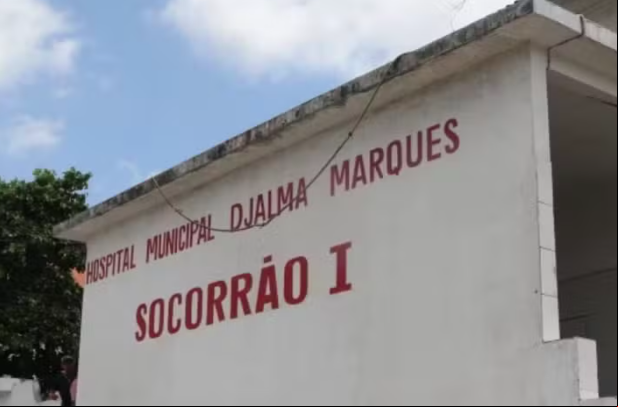 HOSPITAL MUNICIPAL DJALMA MARQUES
SOCORRÃO I